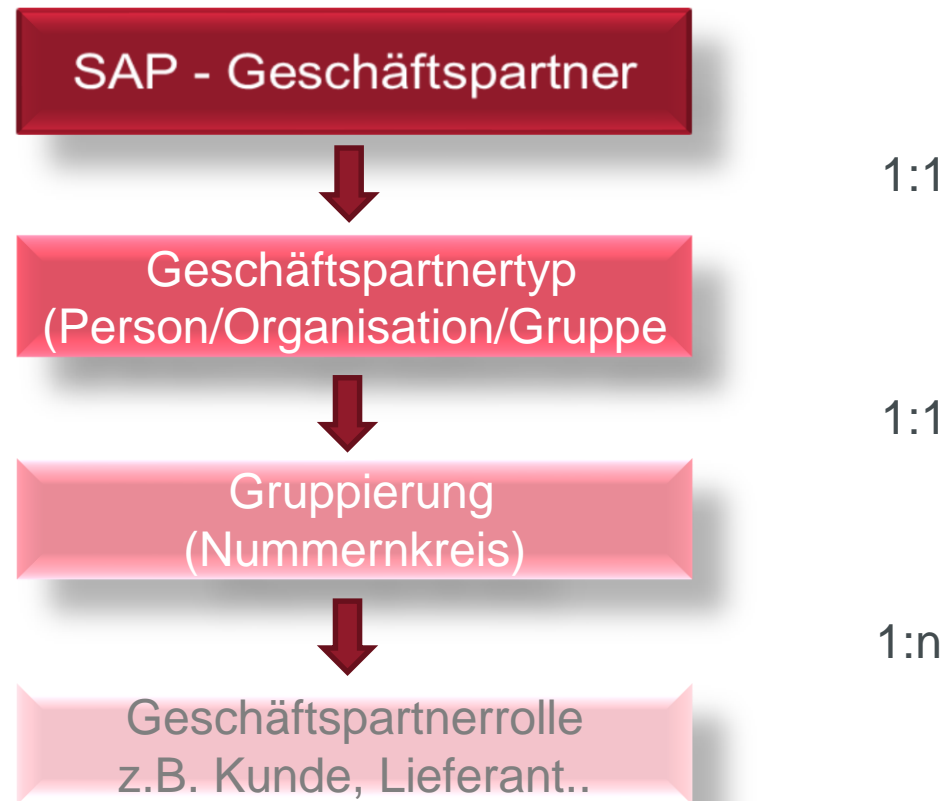 SAP - Geschäftspartner
1:1
Geschäftspartnertyp
(Person/Organisation/Gruppe
1:1
Gruppierung
(Nummernkreis)
1:n
Geschäftspartnerrolle
z.B. Kunde, Lieferant..